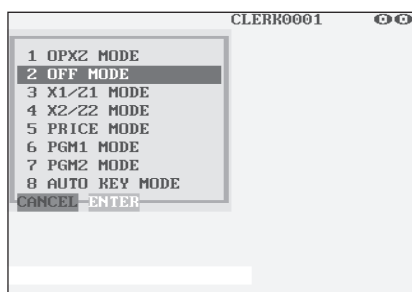 CLERK0001
1 OPXZ MODE
2 OFF MODE
3 X1/Z1 MODE
4 X2/Z2 MODE
5 PRICE MODE
6 PGM1 MODE
7 PGM2 MODE
8 AUTO KEY MODE
CANCEL ENTER